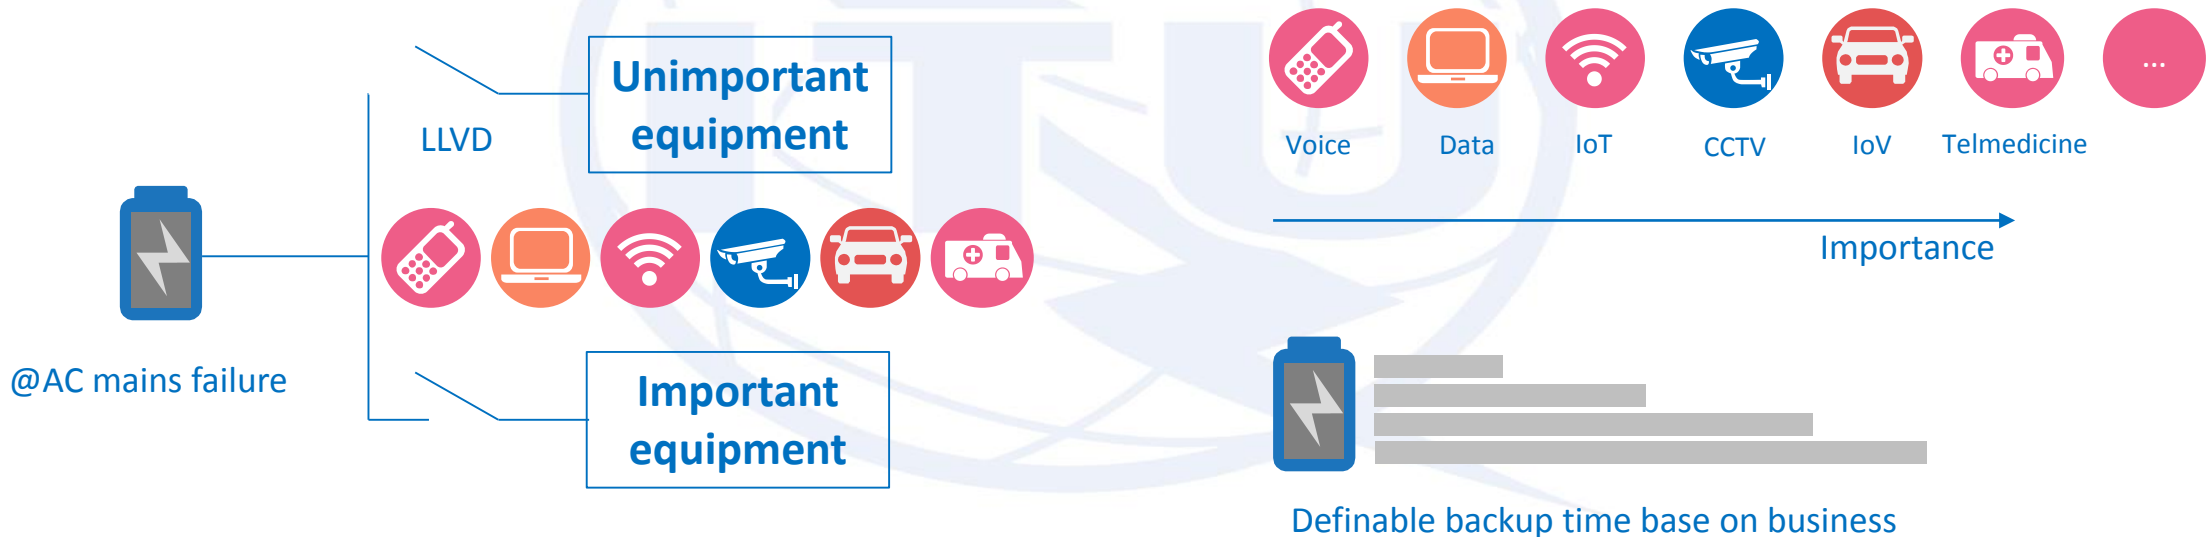 Unimportant
equipment
LLVD
@AC mains failure
Important
equipment
...
Voice
Data
IoT
CCTV
IoV
Telmedicine
Importance
Definable backup time base on business
ITU